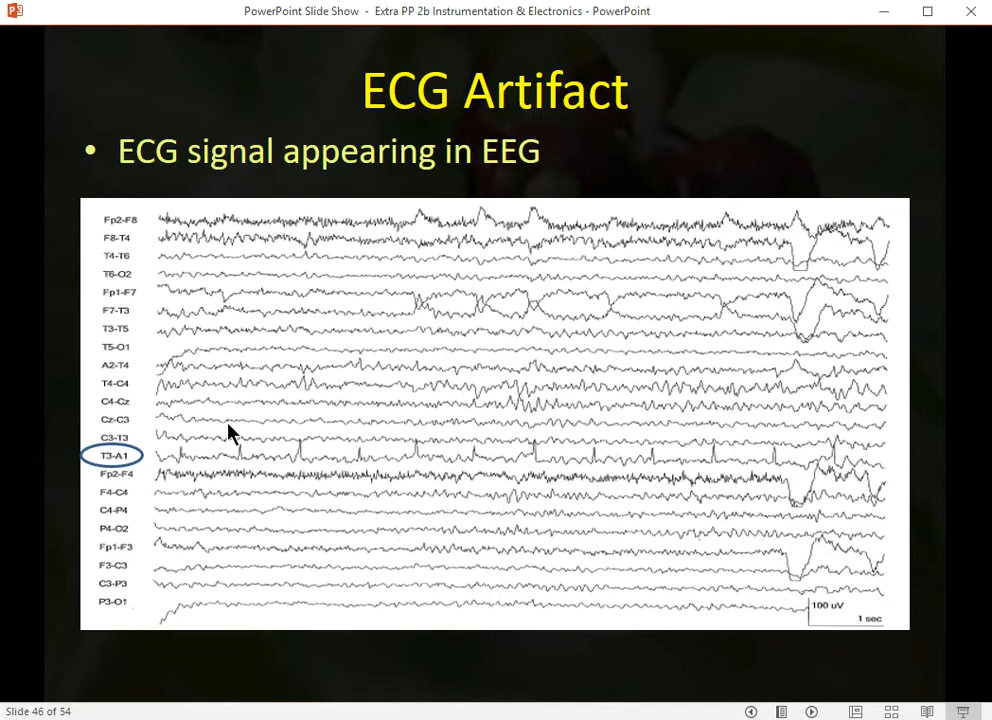 PowerPoint Slide Show - Extra PP 2b Instrumentation & Electronics - PowerPoint
ECG Artifact
• ECG signal appearing in EEG
Fp2-F8
F8-T4
T4-T6
T6-O2
Fp1-F7
F7-T3
T3-T5
T5-O1
A2-T4
T4-C4
C4-Cz
Cz-C3
C3-T3
T3-A1
Fp2-F4
F4-C4
C4-P4
P4-O2
Fp1-F3
F3-C3
C3-P3
P3-O1
100 uV
1 sec
Slide 46 of 54